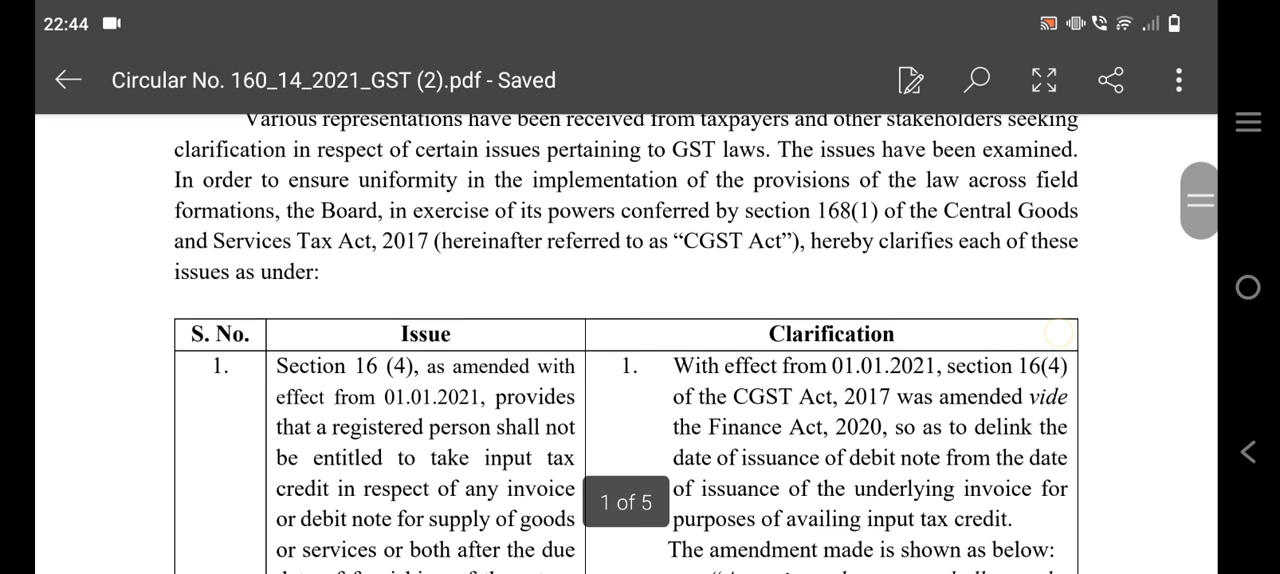 22:44
Circular No. 160_14_2021_GST (2).pdf - Saved
Various representations have been received from taxpayers and other stakeholders seeking
clarification in respect of certain issues pertaining to GST laws. The issues have been examined.
In order to ensure uniformity in the implementation of the provisions of the law across field
formations, the Board, in exercise of its powers conferred by section 168(1) of the Central Goods
and Services Tax Act, 2017 (hereinafter referred to as “CGST Act”), hereby clarifies each of these
issues as under:
S. No. Issue Clarification
1.
Section 16 (4), as amended with
effect from 01.01.2021, provides
that a registered person shall not
be entitled to take input tax
credit in respect of any invoice
or debit note for supply of goods
or services or both after the due
1. With effect from 01.01.2021, section 16(4)
of the CGST Act, 2017 was amended vide
the Finance Act, 2020, so as to delink the
date of issuance of debit note from the date
of issuance of the underlying invoice for
purposes of availing input tax credit.
The amendment made is shown as below:
1 of 5